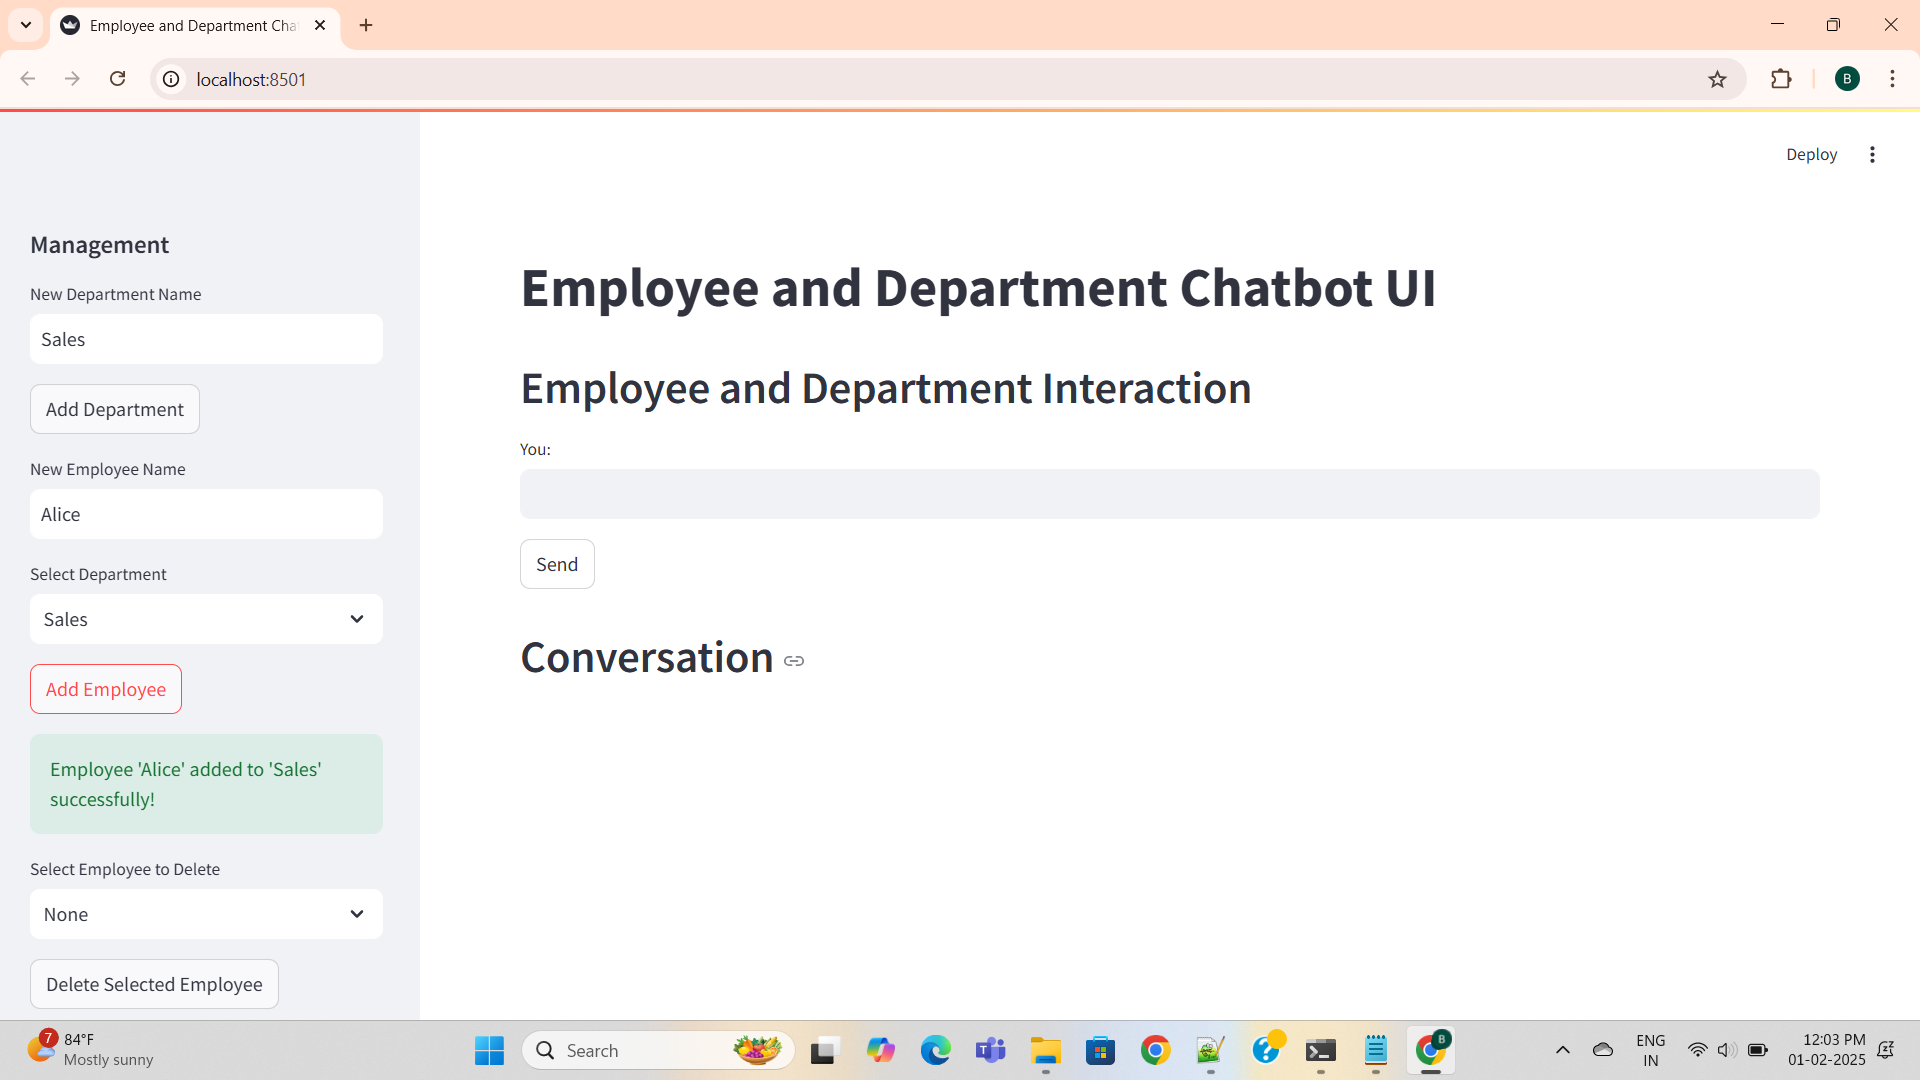 Employee and Department Cha
localhost:8501
B
Deploy
Management
New Department Name
Sales
Add Department
New Employee Name
Alice
Select Department
Sales
Add Employee
Employee 'Alice' added to 'Sales'
successfully!
Select Employee to Delete
None
Delete Selected Employee
Employee and Department Chatbot UI
Employee and Department Interaction
You:
Send
Conversation
7
84°F
Mostly sunny
Search
B
ENG
IN
12:03 PM
01-02-2025